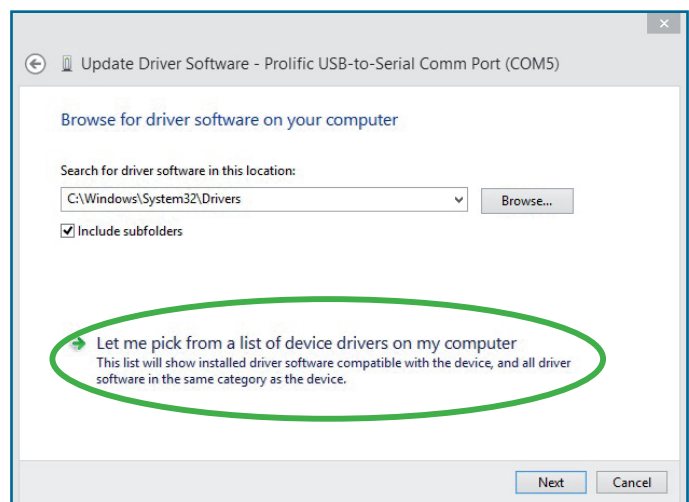 Update Driver Software - Prolific USB-to-Serial Comm Port (COM5)
Browse for driver software on your computer
Search for driver software in this location:
C:\Windows\System32\Drivers
Browse...
Include subfolders
Let me pick from a list of device drivers on my computer
This list will show installed driver software compatible with the device, and all driver
software in the same category as the device.
Next Cancel